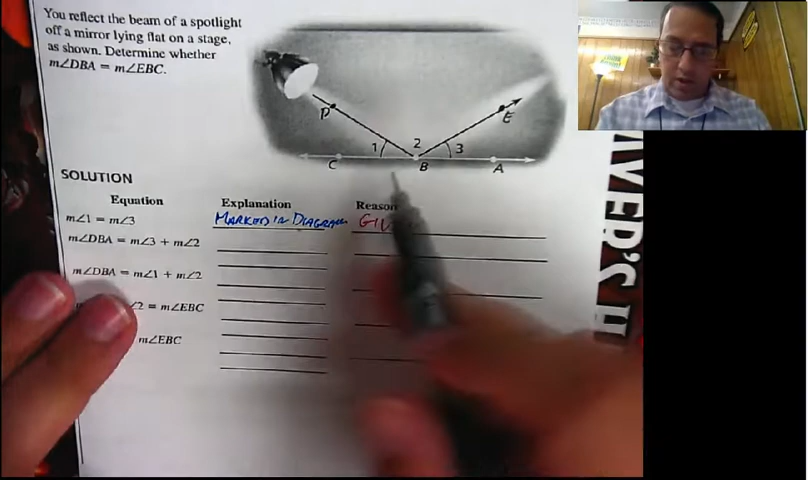 You reflect the beam of a spotlight
off a mirror lying flat on a stage,
as shown. Determine whether
m∠DBA = m∠EBC.
D
E
1
2
3
C
B
A
SOLUTION
Equation Explanation Reason
m∠1 = m∠3 MARKED IN DIAGRAM
m∠DBA = m∠3 + m∠2
m∠DBA = m∠1 + m∠2
∠2 = m∠EBC
m∠EBC